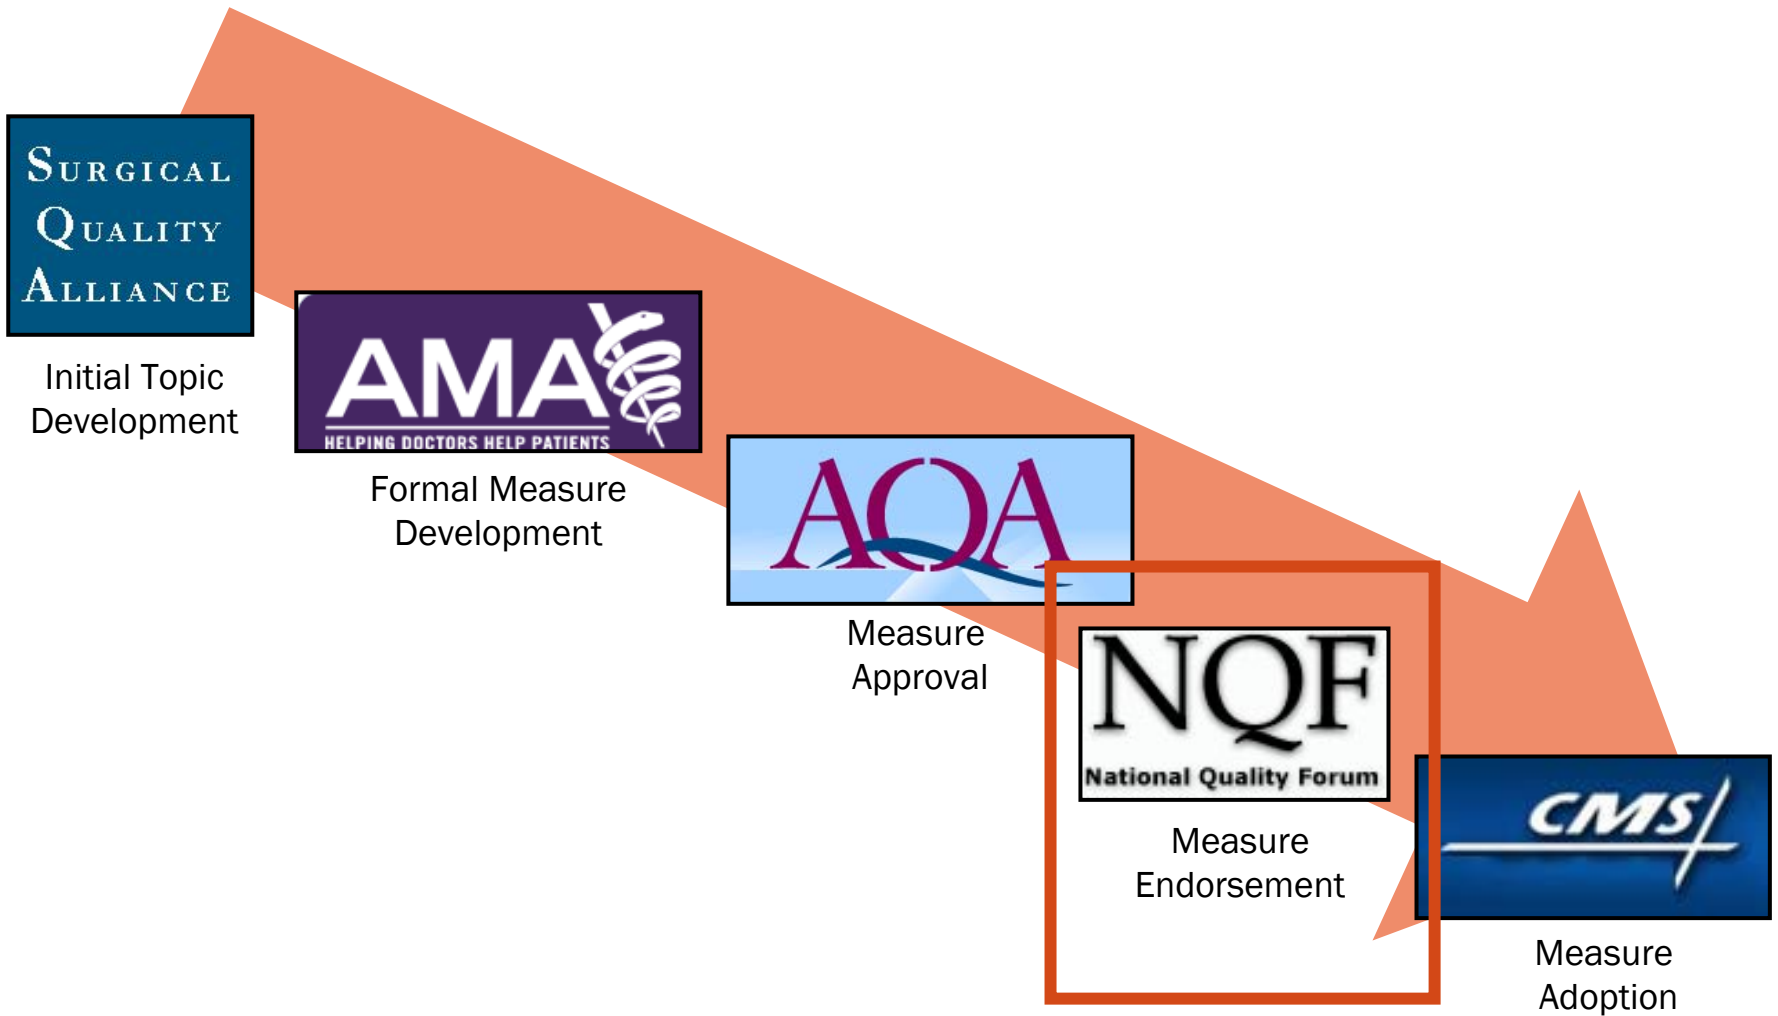 SURGICAL
QUALITY
ALLIANCE
Initial Topic
Development
AMA
HELPING DOCTORS HELP PATIENTS
Formal Measure
Development
AQA
Measure
Approval
NQF
National Quality Forum
Measure
Endorsement
CMS
Measure
Adoption